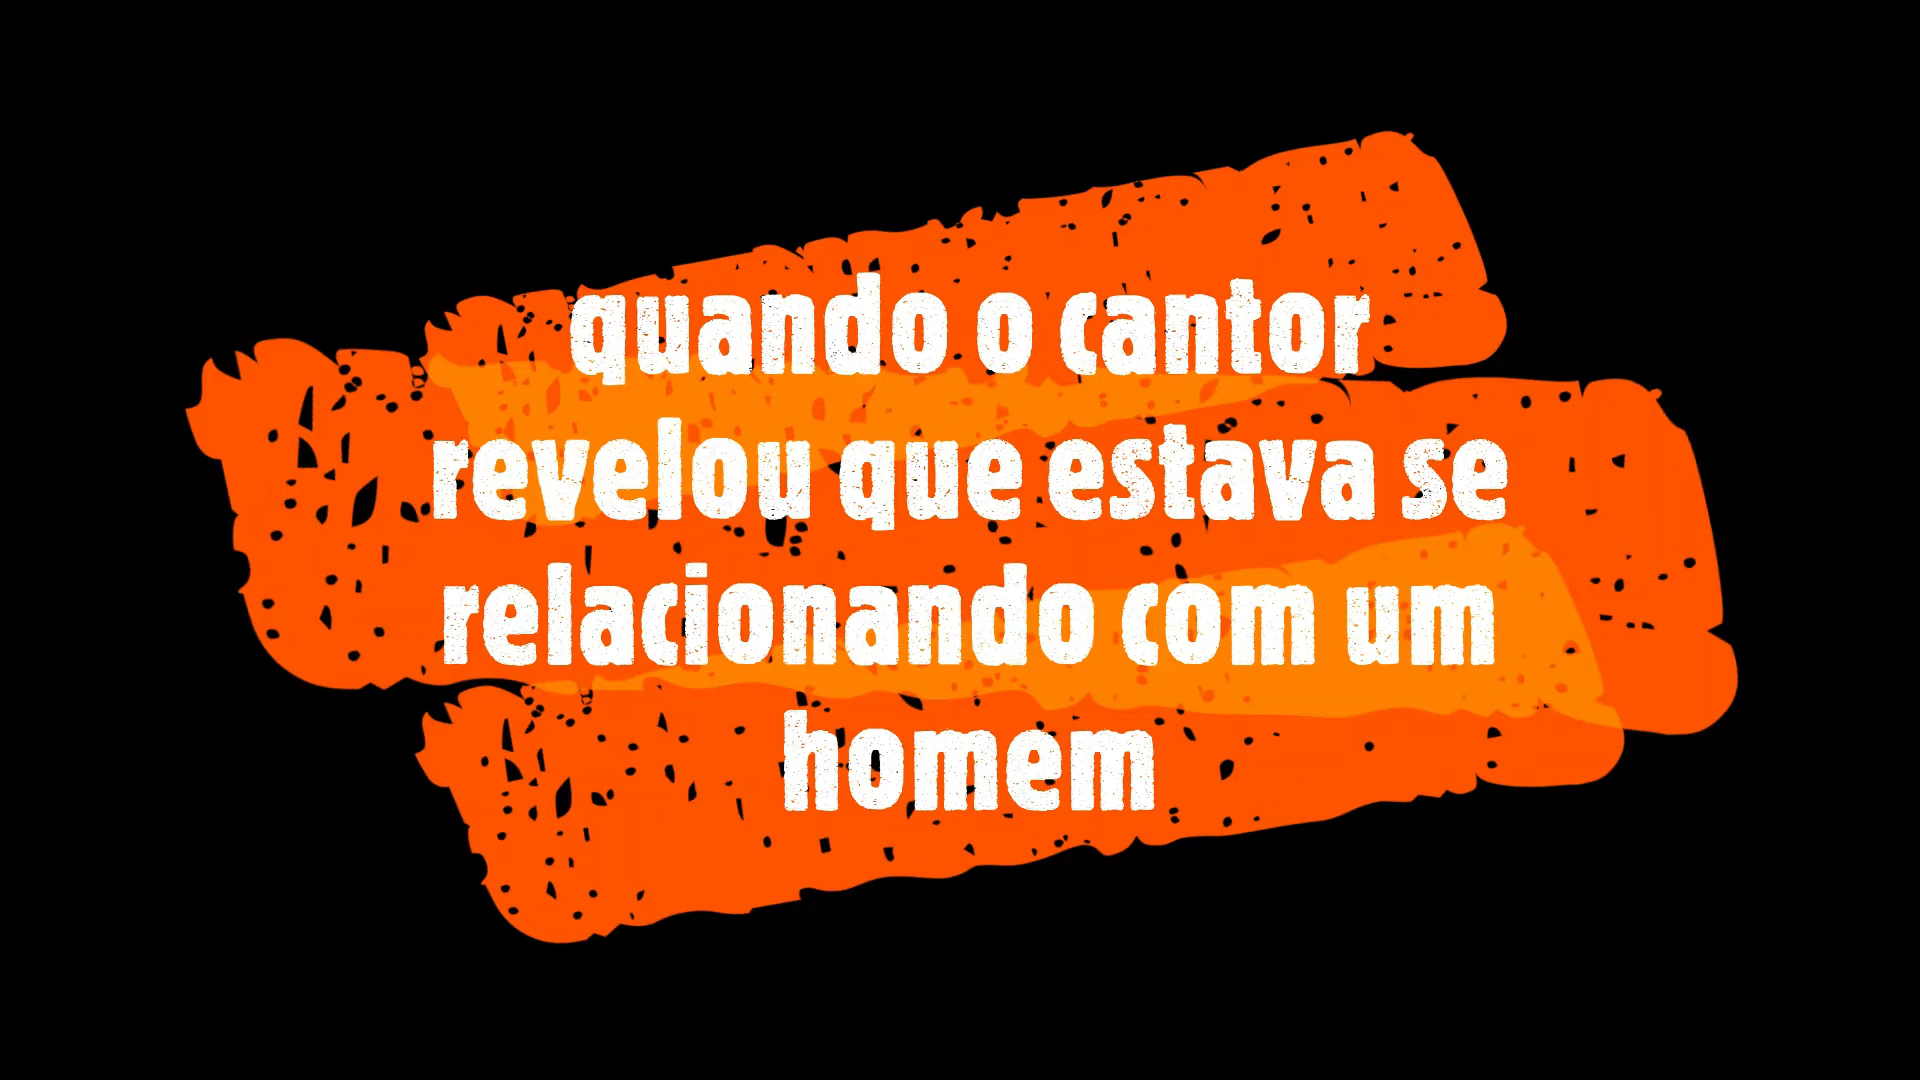 quando o cantor
revelou que estava se
relacionando com um
homem